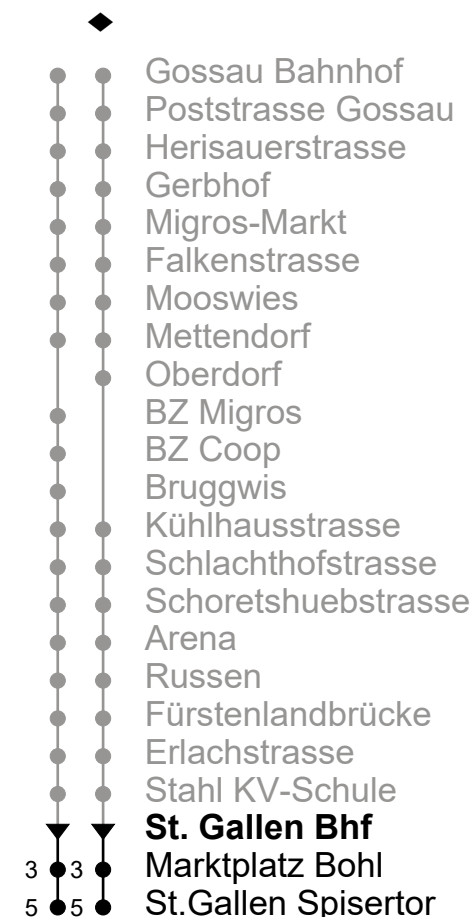 Gossau Bahnhof
Poststrasse Gossau
Herisauerstrasse
Gerbhof
Migros-Markt
Falkenstrasse
Mooswies
Mettendorf
Oberdorf
BZ Migros
BZ Coop
Bruggwis
Kühlhausstrasse
Schlachthofstrasse
Schoretshuebstrasse
Arena
Russen
Fürstenlandbrücke
Erlachstrasse
Stahl KV-Schule
St. Gallen Bhf
3 3 Marktplatz Bohl
5 5 St.Gallen Spisertor